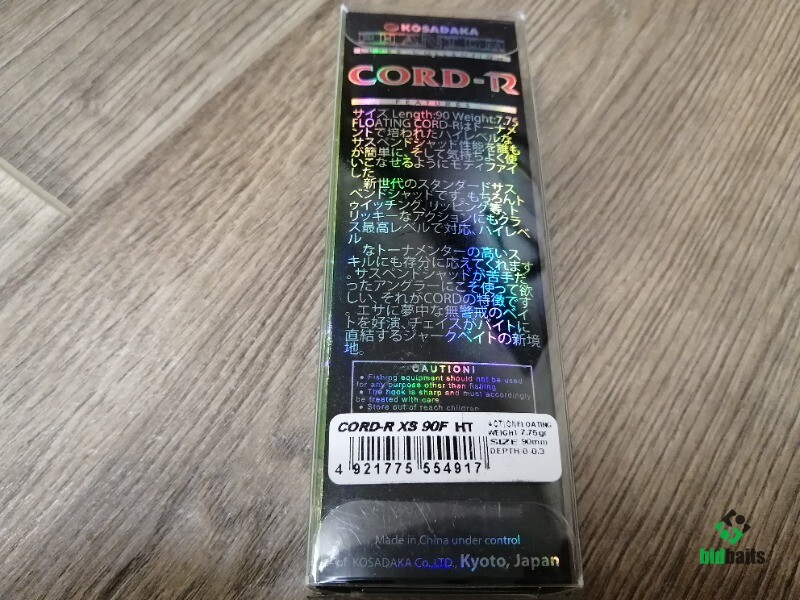 KOSADAKA
CORD-R
FEATURES
サイズ Length:90 Weight:7.75
FLOATING CORD-Rはトーナメ
ントで培われたハイレベルな
サスペンドシャッド性能を誰も
が簡単に、そして気持ちよく使
いこなせるようにモディファイ
した
新世代のスタンダードサス
ペンドシャッドです。もちろんト
ゥイッチング、リッピング等、ト
リッキーなアクションにもクラ
ス最高レベルで対応、ハイレベ
ル
なトーナメンターの高いス
キルにも存分に応えてくれます
。サスペンドシャッドが苦手だ
ったアングラーにこそ使って欲
しい、それがCORDの特徴です
。エサに夢中な無警戒のベイ
トを好演、チェイスがバイトに
直結するジャークベイトの新境
地。
CAUTION!
● Fishing equipment should not be used
for any purpose other than fishing
● The hook is sharp and must accordingly
be treated with care.
● Store out of reach children
CORD-R XS 90F HT
ACTION FLOATING
WEIGHT 7.75gr
SIZE 90mm
DEPTH 0-0.3
4 921775 554917
Made in China under control
of KOSADAKA Co., LTD., Kyoto, Japan
bidbaits